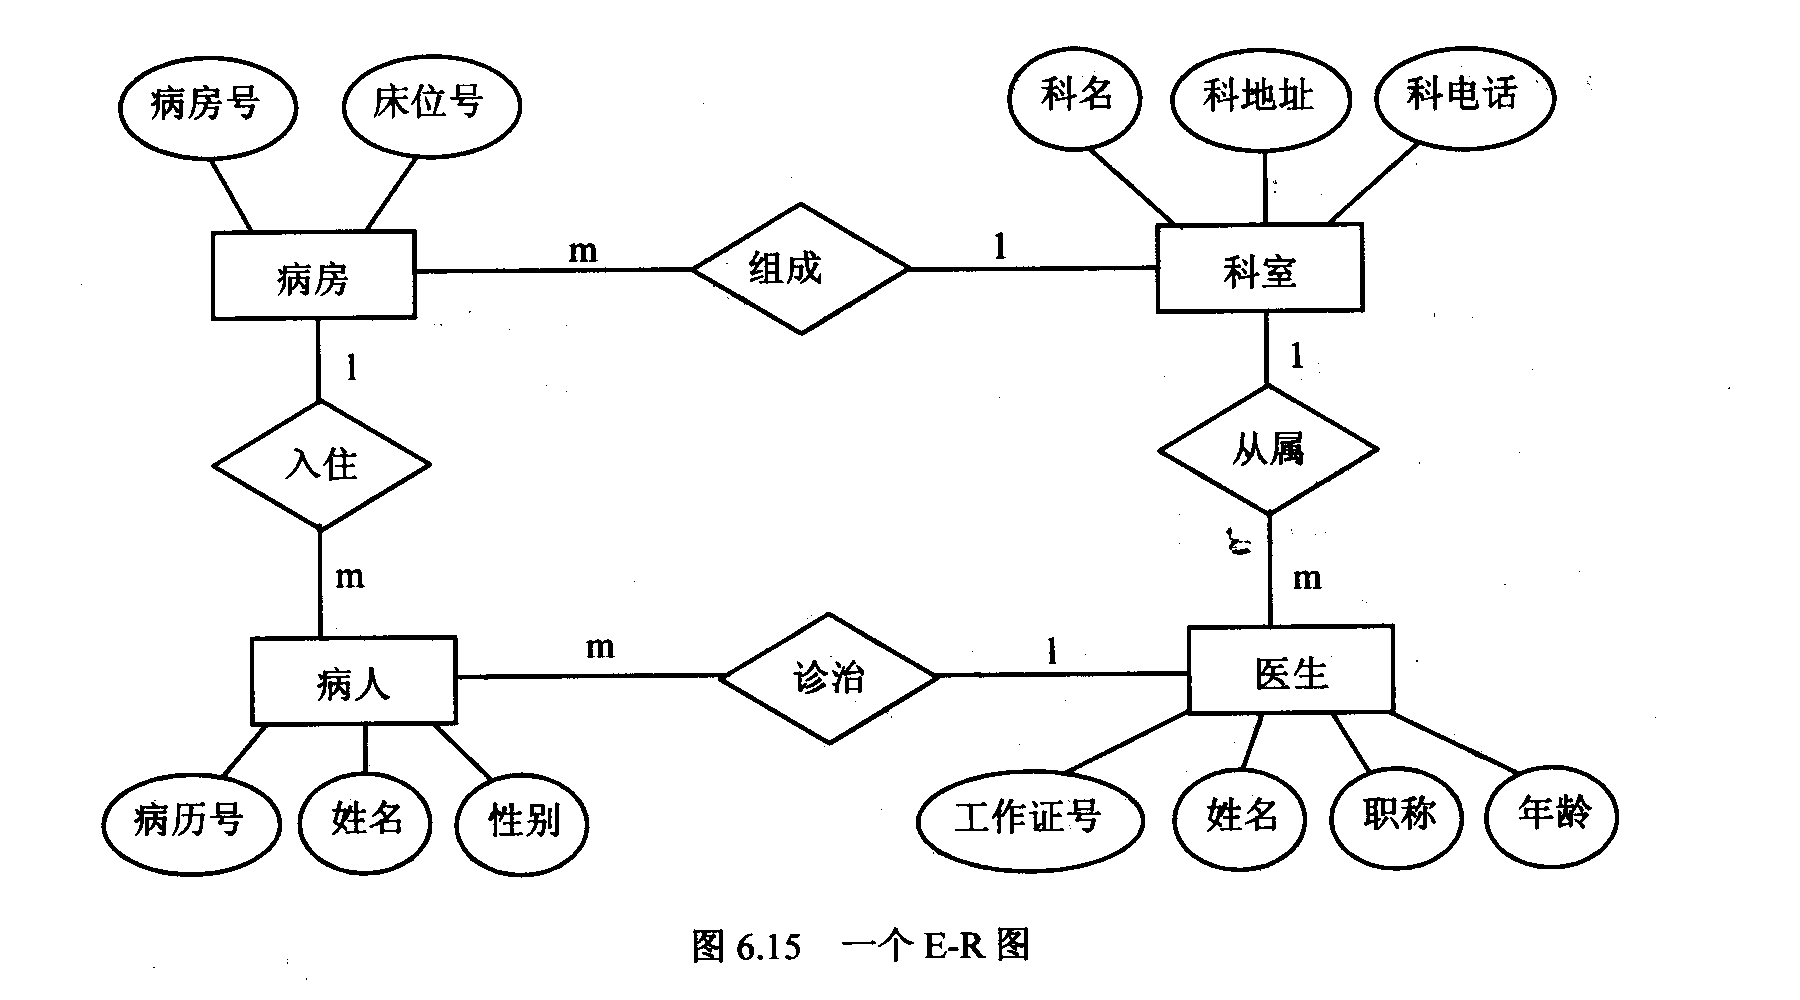 病房号 床位号 科名 科地址 科电话
病房 m 组成 1 科室
1 1
入住 从属
m m
病人 m 诊治 1 医生
病历号 姓名 性别 工作证号 姓名 职称 年龄
图 6.15 一个 E-R 图